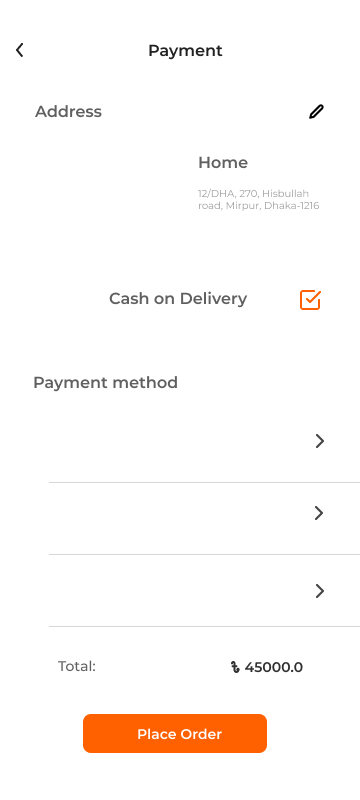 Payment
Address
Home
12/DHA, 270, Hisbullah
road, Mirpur, Dhaka-1216
Cash on Delivery
Payment method
Total:
৳ 45000.0
Place Order